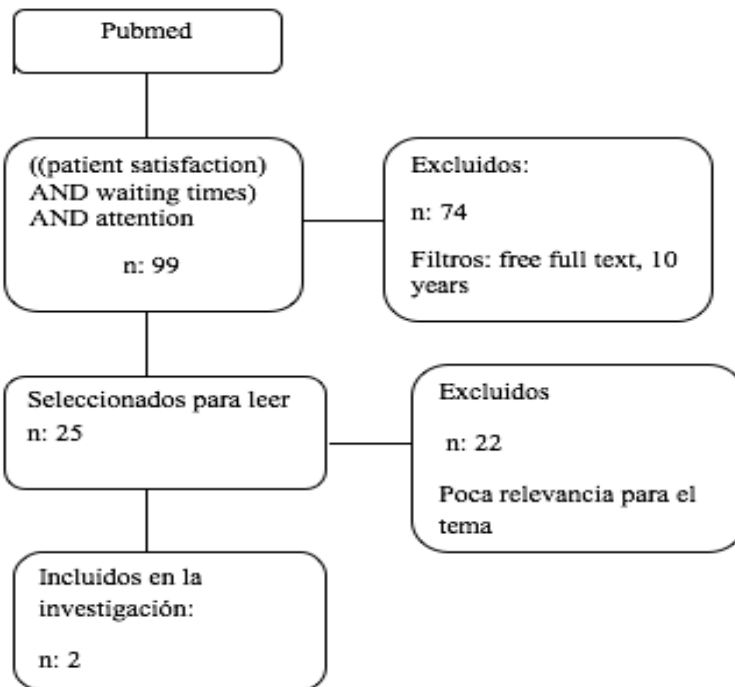 Pubmed
((patient satisfaction)
AND waiting times)
AND attention
n: 99
Excluidos:
n: 74
Filtros: free full text, 10
years
Seleccionados para leer
n: 25
Excluidos
n: 22
Poca relevancia para el
tema
Incluidos en la
investigación:
n: 2